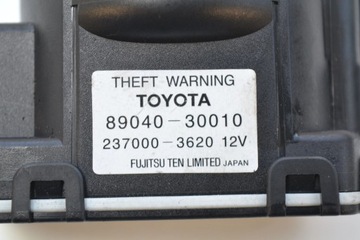 THEFT WARNING
TOYOTA
89040-30010
237000-3620 12V
FUJITSU TEN LIMITED JAPAN